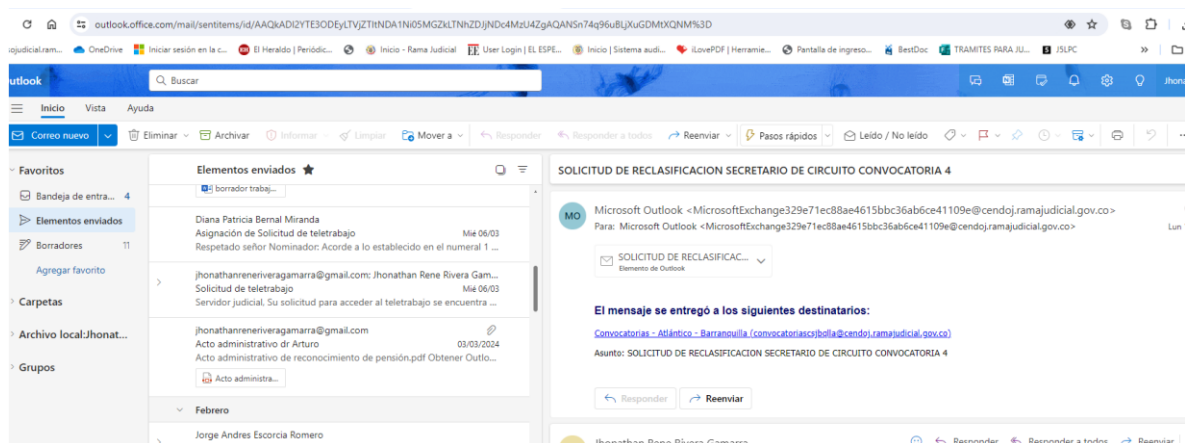 outlook.office.com/mail/sentitems/id/AAQkADI2YTE3ODEyLTVjZTItNDA1Ni05MGZkLTNhZDJjNDc4MzU4ZgAQANSn74q96uBLjXuGDMtXQNM%3D
ojudicial.ram... OneDrive Iniciar sesión en la c... El Heraldo | Periódic... Inicio - Rama Judicial User Login | EL ESPE... Inicio | Sistema audi... iLovePDF | Herramie... Pantalla de ingreso... BestDoc TRAMITES PARA JU... J5LPC »
utlook Buscar Jhona
Inicio Vista Ayuda
Correo nuevo Eliminar Archivar Informar Limpiar Mover a Responder Responder a todos Reenviar Pasos rápidos Leído / No leído
Favoritos
Bandeja de entra... 4
Elementos enviados
Borradores 11
Agregar favorito
Carpetas
Archivo local:Jhonat...
Grupos
Elementos enviados
borrador trabaj...
Diana Patricia Bernal Miranda
Asignación de Solicitud de teletrabajo Mié 06/03
Respetado señor Nominador: Acorde a lo establecido en el numeral 1 ...
jhonathanreneriveragamarra@gmail.com; Jhonathan Rene Rivera Gam...
Solicitud de teletrabajo Mié 06/03
Servidor judicial, Su solicitud para acceder al teletrabajo se encuentra ...
jhonathanreneriveragamarra@gmail.com
Acto administrativo dr Arturo 03/03/2024
Acto administrativo de reconocimiento de pensión.pdf Obtener Outlo...
Acto administra...
Febrero
Jorge Andres Escorcia Romero
SOLICITUD DE RECLASIFICACION SECRETARIO DE CIRCUITO CONVOCATORIA 4
MO
Microsoft Outlook <MicrosoftExchange329e71ec88ae4615bbc36ab6ce41109e@cendoj.ramajudicial.gov.co>
Para: Microsoft Outlook <MicrosoftExchange329e71ec88ae4615bbc36ab6ce41109e@cendoj.ramajudicial.gov.co> Lun
SOLICITUD DE RECLASIFICAC...
Elemento de Outlook
El mensaje se entregó a los siguientes destinatarios:
Convocatorias - Atlántico - Barranquilla (convocatoriascsjbqlla@cendoj.ramajudicial.gov.co)
Asunto: SOLICITUD DE RECLASIFICACION SECRETARIO DE CIRCUITO CONVOCATORIA 4
Responder Reenviar
Jhonathan Rene Rivera Gamarra Responder Responder a todos Reenviar